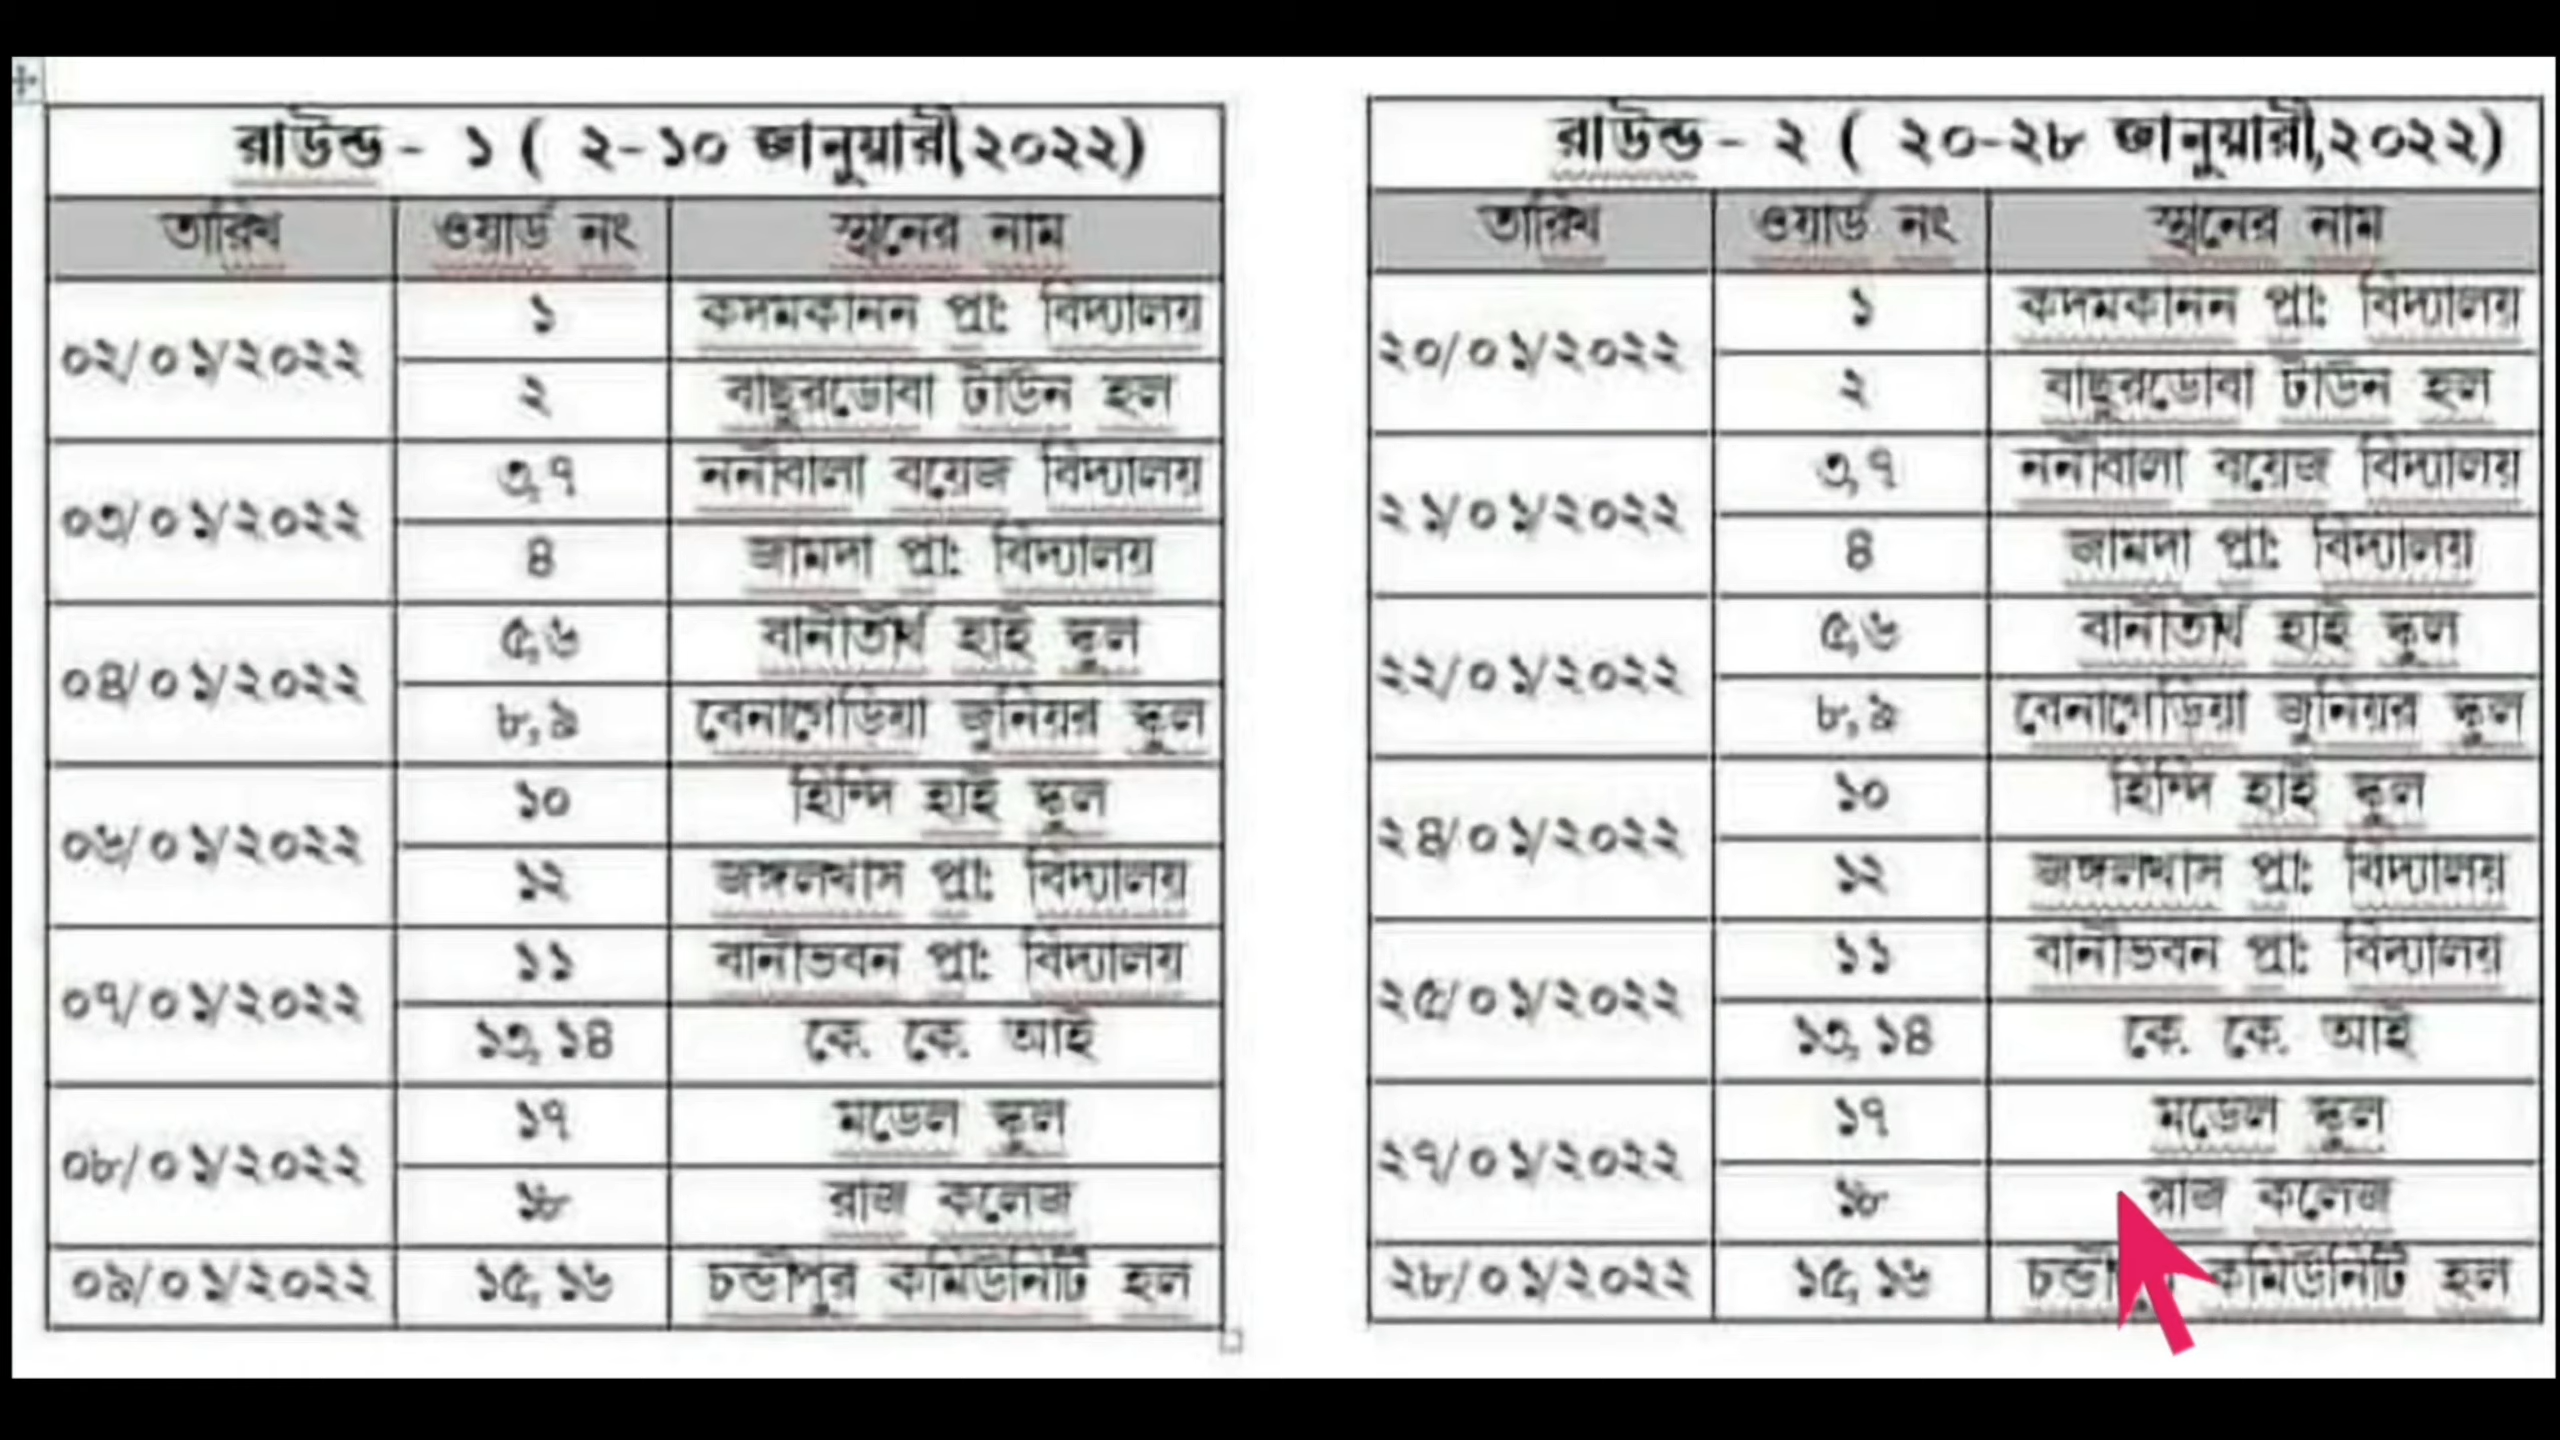 রাউন্ড - ১ ( ২-১০ জানুয়ারী,২০২২)
তারিখ ওয়ার্ড নং স্থানের নাম
০২/০১/২০২২ ১ কদমকানন প্রা: বিদ্যালয়
২ বাছুরডোবা টাউন হল
০৩/০১/২০২২ ৩,৭ ননীবালা বয়েজ বিদ্যালয়
৪ জামদা প্রা: বিদ্যালয়
০৪/০১/২০২২ ৫,৬ বানীতীর্থ হাই স্কুল
৮,৯ বেনাগেড়িয়া জুনিয়র স্কুল
০৬/০১/২০২২ ১০ হিন্দি হাই স্কুল
১২ জঙ্গলখাস প্রা: বিদ্যালয়
০৭/০১/২০২২ ১১ বানীভবন প্রা: বিদ্যালয়
১৩, ১৪ কে. কে. আই
০৮/০১/২০২২ ১৭ মডেল স্কুল
১৮ রাজ কলেজ
০৯/০১/২০২২ ১৫, ১৬ চন্ডীপুর কমিউনিটি হল
রাউন্ড - ২ ( ২০-২৮ জানুয়ারী,২০২২)
তারিখ ওয়ার্ড নং স্থানের নাম
২০/০১/২০২২ ১ কদমকানন প্রা: বিদ্যালয়
২ বাছুরডোবা টাউন হল
২১/০১/২০২২ ৩,৭ ননীবালা বয়েজ বিদ্যালয়
৪ জামদা প্রা: বিদ্যালয়
২২/০১/২০২২ ৫,৬ বানীতীর্থ হাই স্কুল
৮,৯ বেনাগেড়িয়া জুনিয়র স্কুল
২৪/০১/২০২২ ১০ হিন্দি হাই স্কুল
১২ জঙ্গলখাস প্রা: বিদ্যালয়
২৫/০১/২০২২ ১১ বানীভবন প্রা: বিদ্যালয়
১৩, ১৪ কে. কে. আই
২৭/০১/২০২২ ১৭ মডেল স্কুল
১৮ রাজ কলেজ
২৮/০১/২০২২ ১৫, ১৬ চন্ডীপুর কমিউনিটি হল